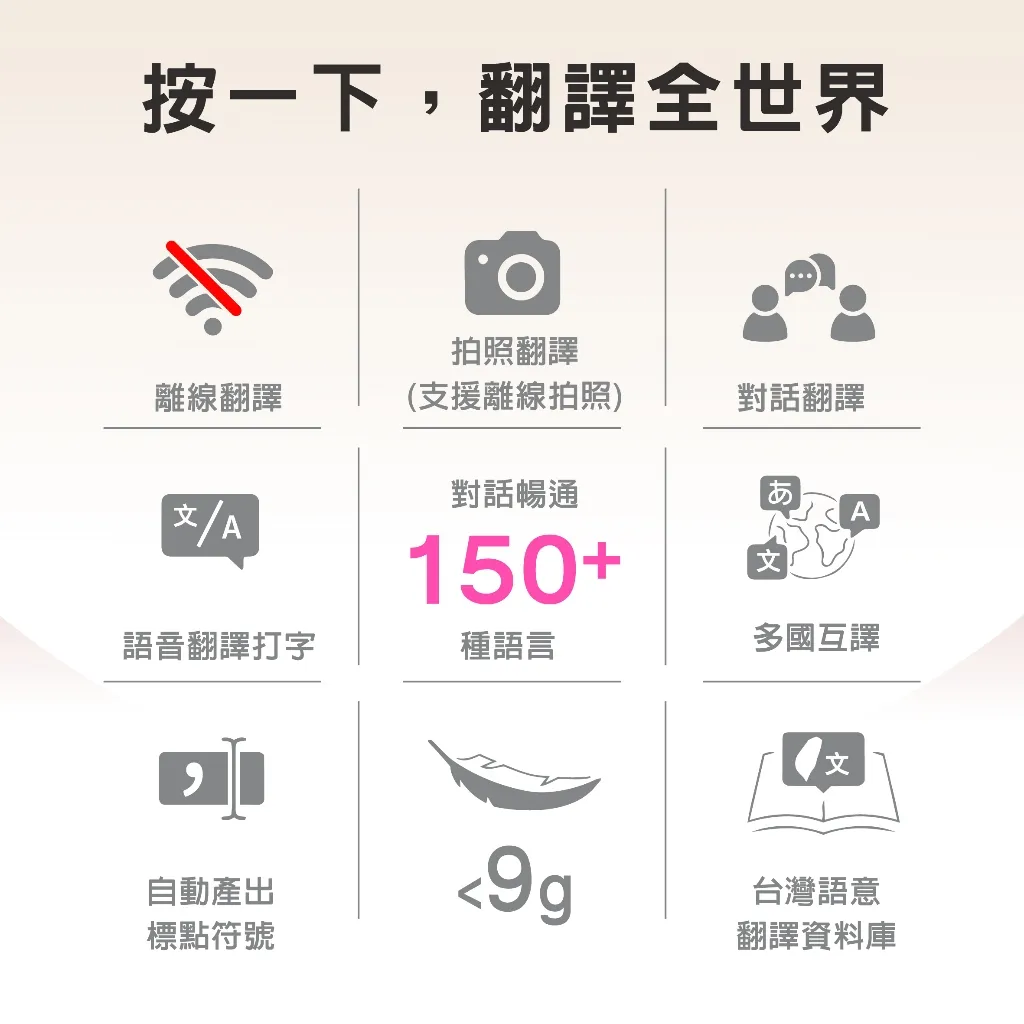 按一下，翻譯全世界
離線翻譯
拍照翻譯
(支援離線拍照)
對話翻譯
文/A
語音翻譯打字
對話暢通
150+
種語言
あ
A
文
多國互譯
,
自動產出
標點符號
<9g
文
台灣語意
翻譯資料庫